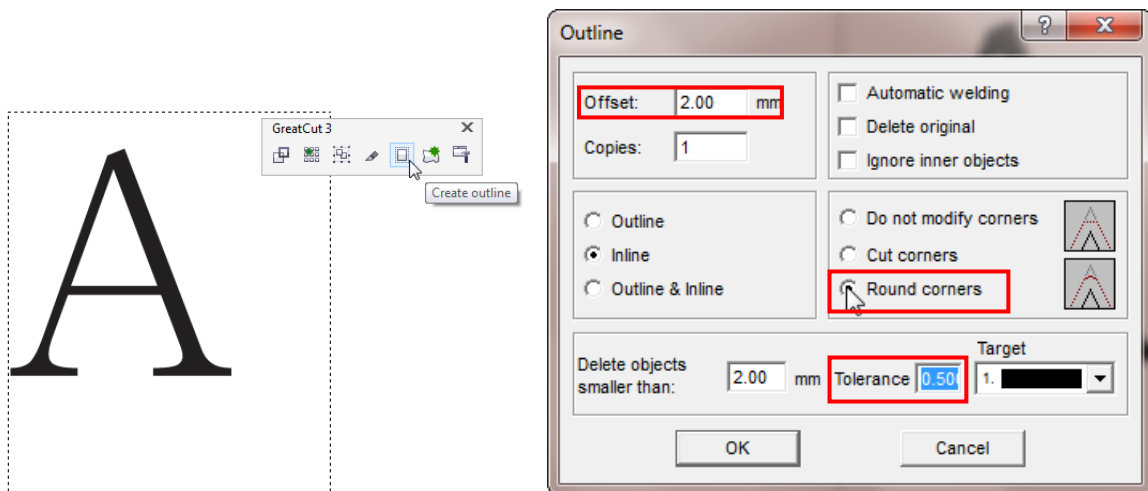 A
GreatCut 3
Create outline
Outline
Offset: 2.00 mm
Copies: 1
Automatic welding
Delete original
Ignore inner objects
Outline
Inline
Outline & Inline
Do not modify corners
Cut corners
Round corners
Delete objects
smaller than: 2.00 mm
Tolerance 0.500
Target
1.
OK
Cancel